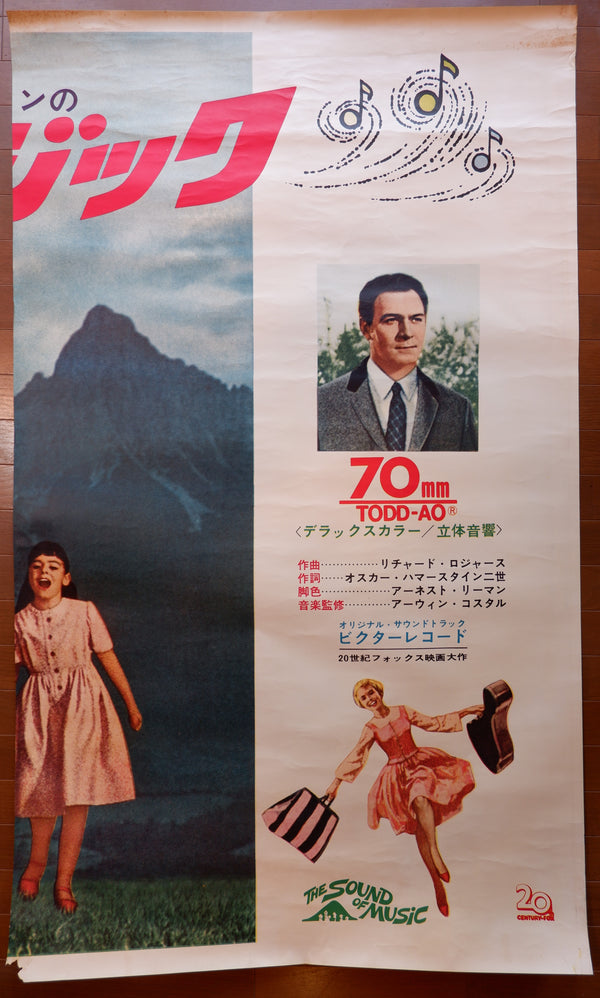 ンの
ジック
70mm
TODD-AO®
〈デラックスカラー／立体音響〉
作曲……………リチャード・ロジャース
作詞………オスカー・ハマースタイン二世
脚色……………アーネスト・リーマン
音楽監修…………アーウィン・コスタル
オリジナル・サウンドトラック
ビクターレコード
20世紀フォックス映画大作
THE SOUND
OF MUSIC
20
CENTURY-FOX